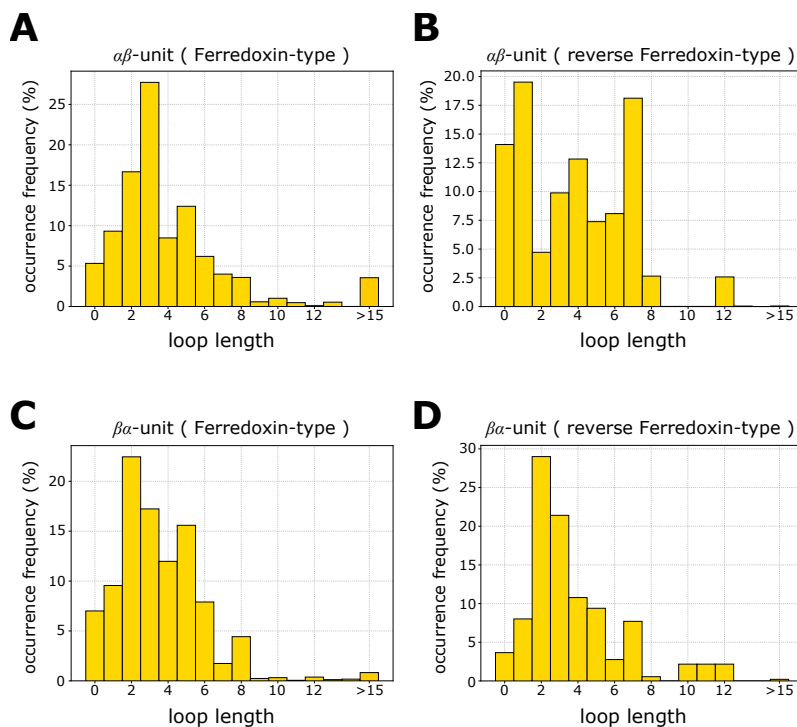 A
αβ-unit ( Ferredoxin-type )
occurrence frequency (%)
25
20
15
10
5
0
0 2 4 6 8 10 12 >15
loop length
B
αβ-unit ( reverse Ferredoxin-type )
occurrence frequency (%)
20.0
17.5
15.0
12.5
10.0
7.5
5.0
2.5
0.0
0 2 4 6 8 10 12 >15
loop length
C
βα-unit ( Ferredoxin-type )
occurrence frequency (%)
20
15
10
5
0
0 2 4 6 8 10 12 >15
loop length
D
βα-unit ( reverse Ferredoxin-type )
occurrence frequency (%)
30
25
20
15
10
5
0
0 2 4 6 8 10 12 >15
loop length